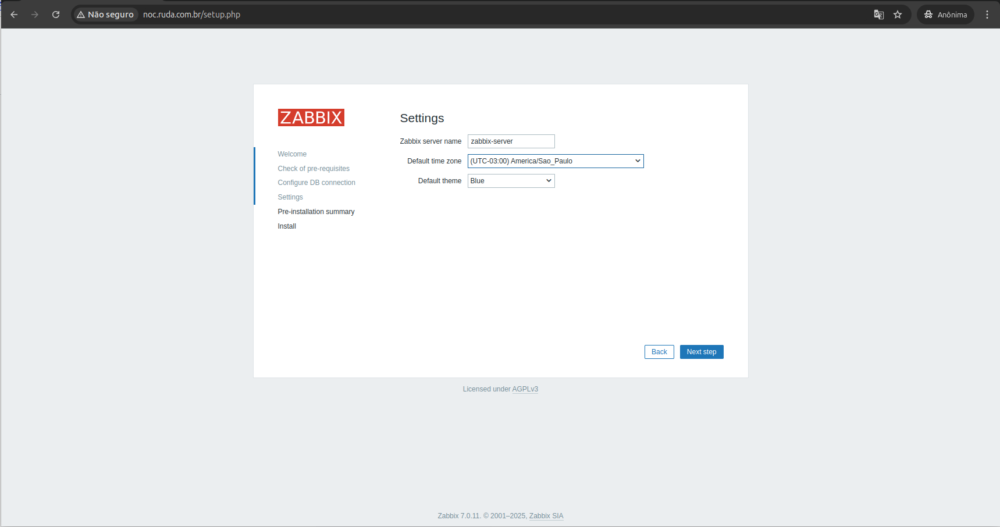 Não seguro noc.ruda.com.br/setup.php Anônima
ZABBIX
Welcome
Check of pre-requisites
Configure DB connection
Settings
Pre-installation summary
Install
Settings
Zabbix server name zabbix-server
Default time zone (UTC-03:00) America/Sao_Paulo
Default theme Blue
Back Next step
Licensed under AGPLv3
Zabbix 7.0.11. © 2001–2025, Zabbix SIA